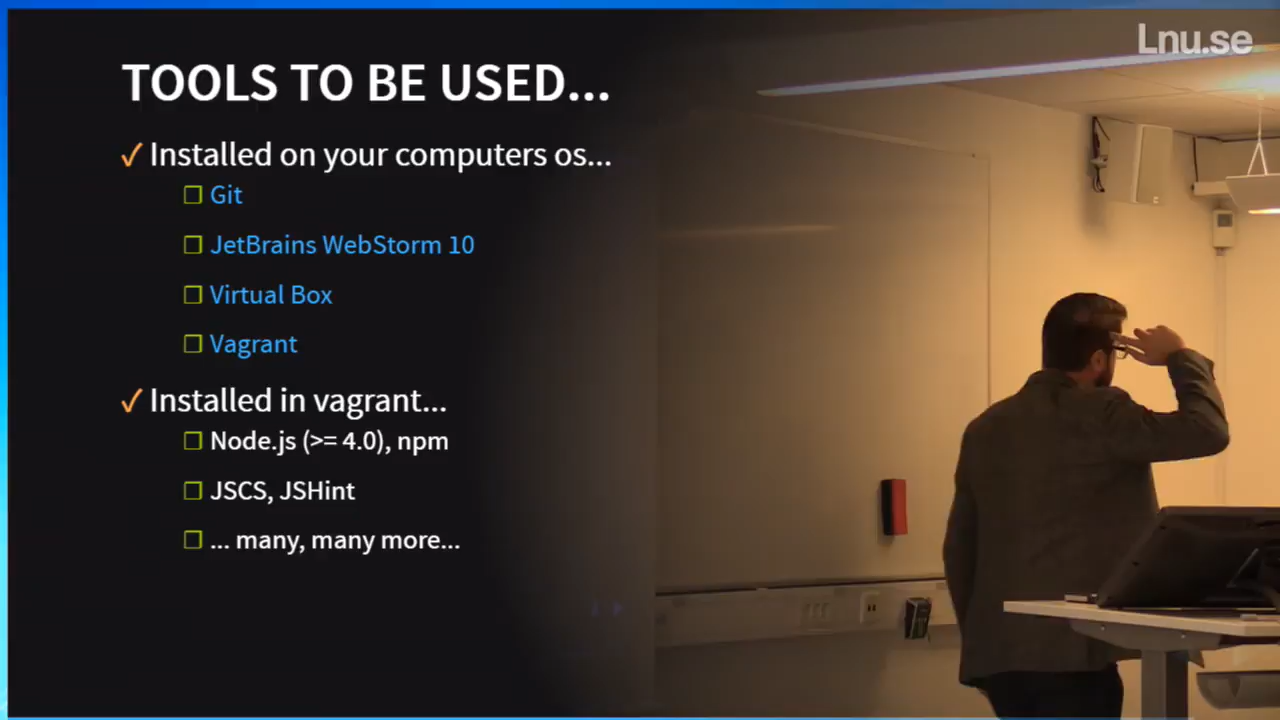 Lnu.se
TOOLS TO BE USED...
✓ Installed on your computers os...
❐ Git
❐ JetBrains WebStorm 10
❐ Virtual Box
❐ Vagrant
✓ Installed in vagrant...
❐ Node.js (>= 4.0), npm
❐ JSCS, JSHint
❐ ... many, many more...